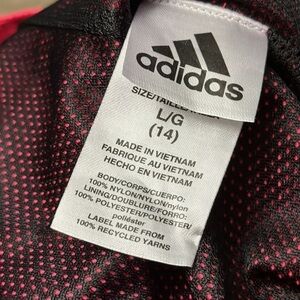 adidas
SIZE/TAILLE
L/G
(14)
MADE IN VIETNAM
FABRIQUE AU VIETNAM
HECHO EN VIETNAM
BODY/CORPS/CUERPO:
100% NYLON/NYLON/nylon
LINING/DOUBLURE/FORRO:
100% POLYESTER/POLYESTER/
poliéster
LABEL MADE FROM
100% RECYCLED YARNS